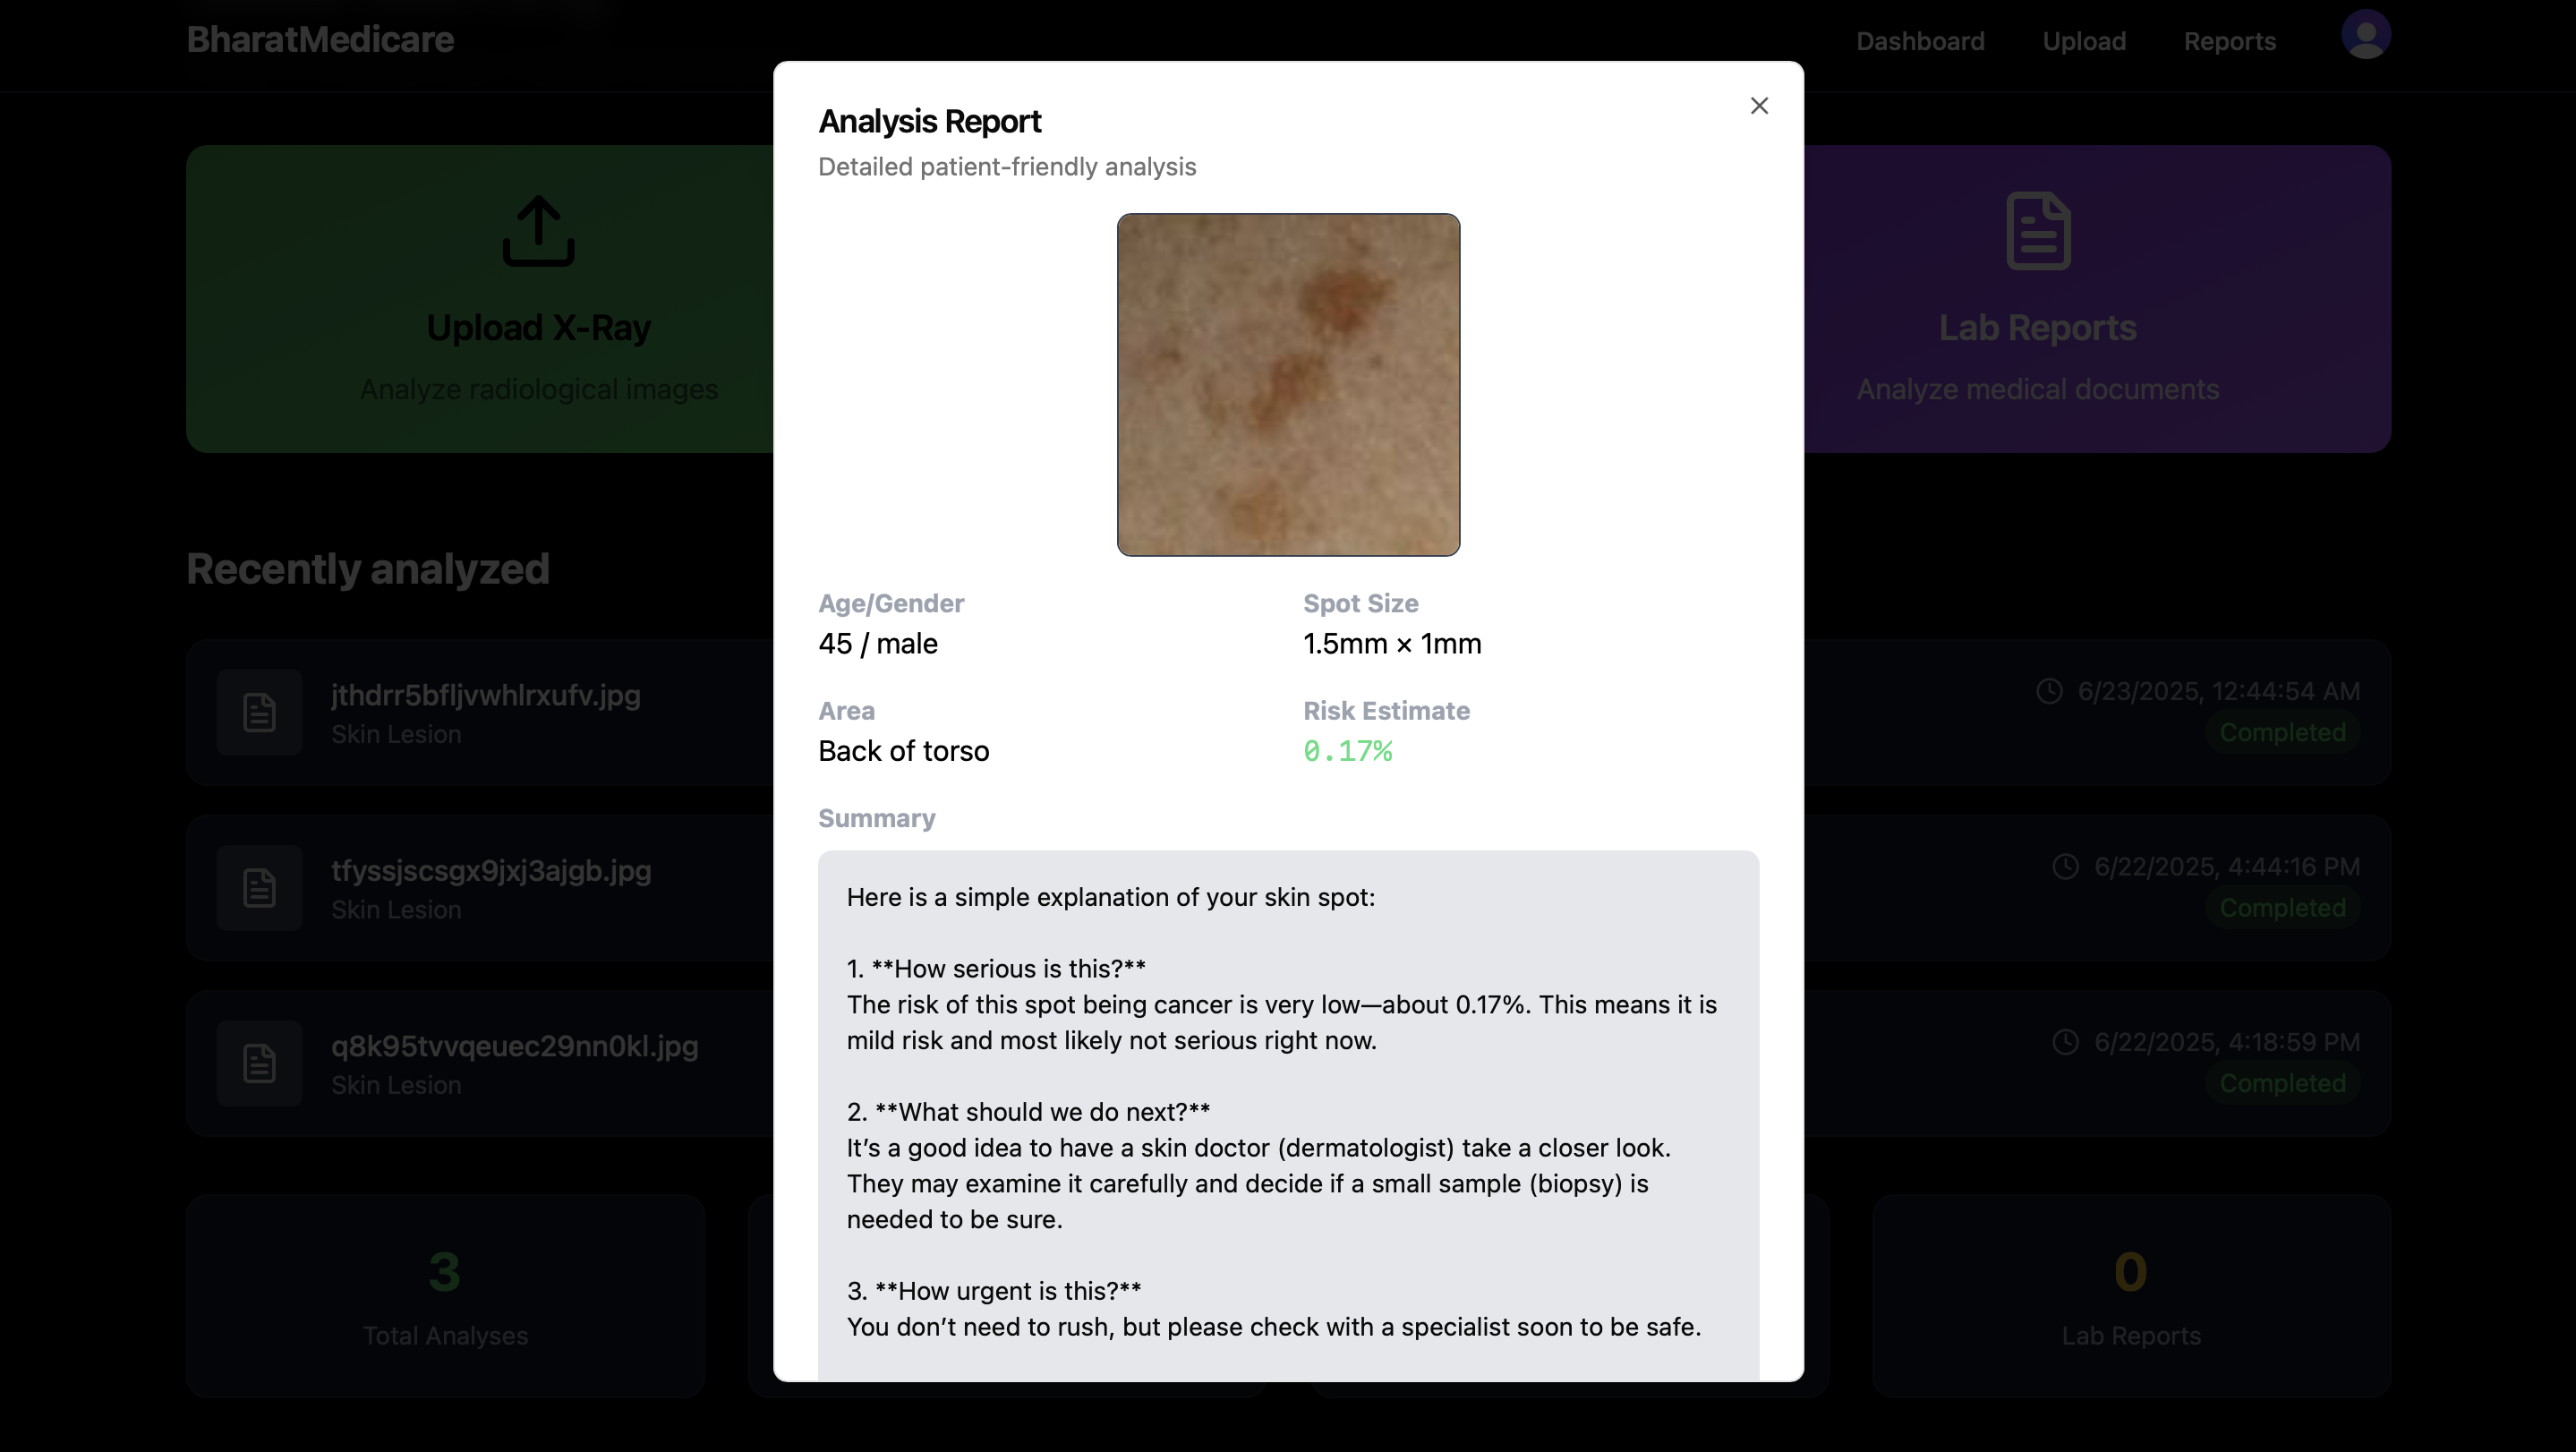 BharatMedicare
Dashboard
Upload
Reports
Upload X-Ray
Analyze radiological images
Lab Reports
Analyze medical documents
Recently analyzed
jthdrr5bfljvwhlrxufv.jpg
Skin Lesion
6/23/2025, 12:44:54 AM
Completed
tfyssjscsgx9jxj3ajgb.jpg
Skin Lesion
6/22/2025, 4:44:16 PM
Completed
q8k95tvvqeuec29nn0kl.jpg
Skin Lesion
6/22/2025, 4:18:59 PM
Completed
3
Total Analyses
0
Lab Reports
Analysis Report
Detailed patient-friendly analysis
Age/Gender
45 / male
Spot Size
1.5mm × 1mm
Area
Back of torso
Risk Estimate
0.17%
Summary
Here is a simple explanation of your skin spot:
1. **How serious is this?**
The risk of this spot being cancer is very low—about 0.17%. This means it is
mild risk and most likely not serious right now.
2. **What should we do next?**
It’s a good idea to have a skin doctor (dermatologist) take a closer look.
They may examine it carefully and decide if a small sample (biopsy) is
needed to be sure.
3. **How urgent is this?**
You don’t need to rush, but please check with a specialist soon to be safe.